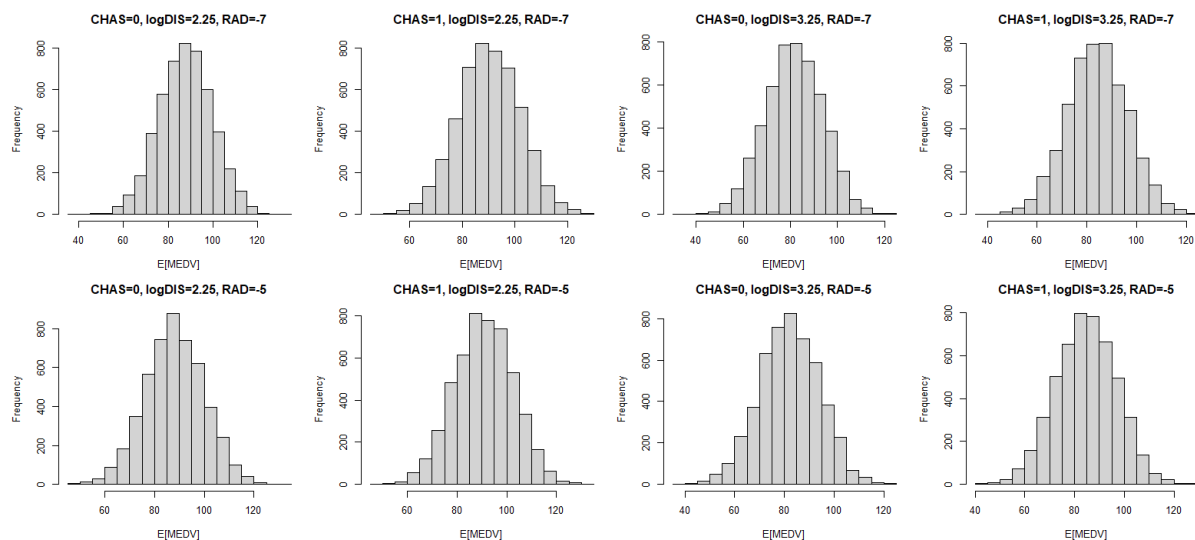 CHAS=0, logDIS=2.25, RAD=-7
Frequency
0 200 400 600 800
40 60 80 100 120
E[MEDV]
CHAS=1, logDIS=2.25, RAD=-7
Frequency
0 200 400 600 800
60 80 100 120
E[MEDV]
CHAS=0, logDIS=3.25, RAD=-7
Frequency
0 200 400 600 800
40 60 80 100 120
E[MEDV]
CHAS=1, logDIS=3.25, RAD=-7
Frequency
0 200 400 600 800
40 60 80 100 120
E[MEDV]
CHAS=0, logDIS=2.25, RAD=-5
Frequency
0 200 400 600 800
60 80 100 120
E[MEDV]
CHAS=1, logDIS=2.25, RAD=-5
Frequency
0 200 400 600 800
60 80 100 120
E[MEDV]
CHAS=0, logDIS=3.25, RAD=-5
Frequency
0 200 400 600 800
40 60 80 100 120
E[MEDV]
CHAS=1, logDIS=3.25, RAD=-5
Frequency
0 200 400 600 800
40 60 80 100 120
E[MEDV]